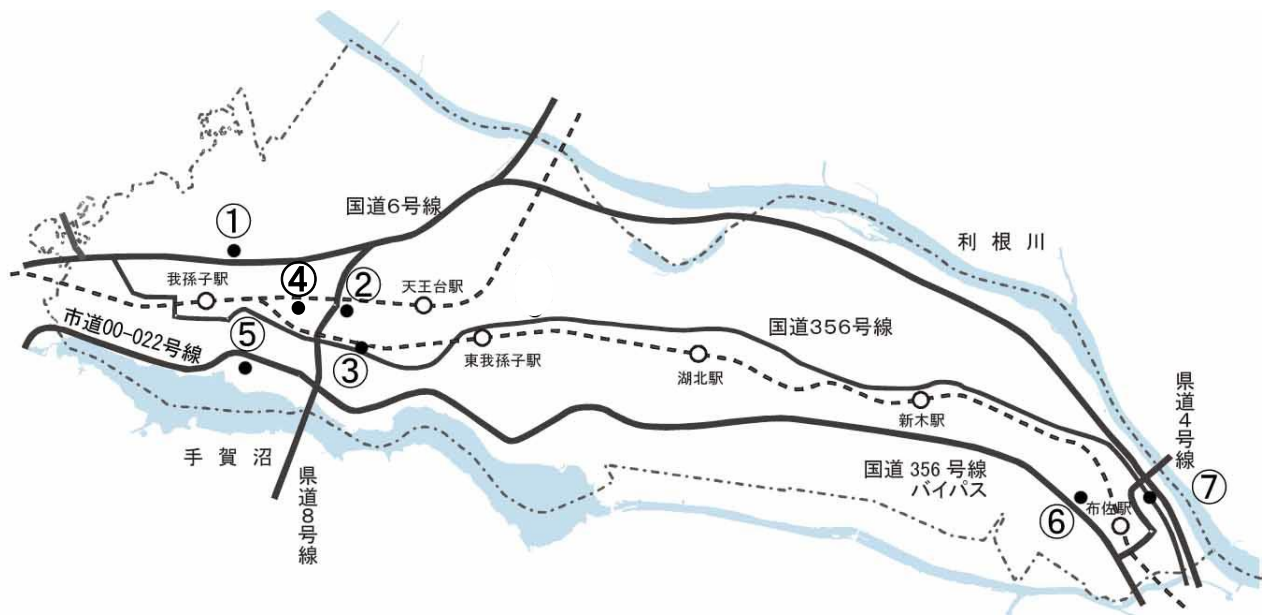 ①
国道6号線
利根川
④
②
我孫子駅
天王台駅
市道00-022号線
⑤
③
東我孫子駅
国道356号線
湖北駅
新木駅
県道4号線
手賀沼
県道8号線
国道356号線
バイパス
⑥
布佐駅
⑦